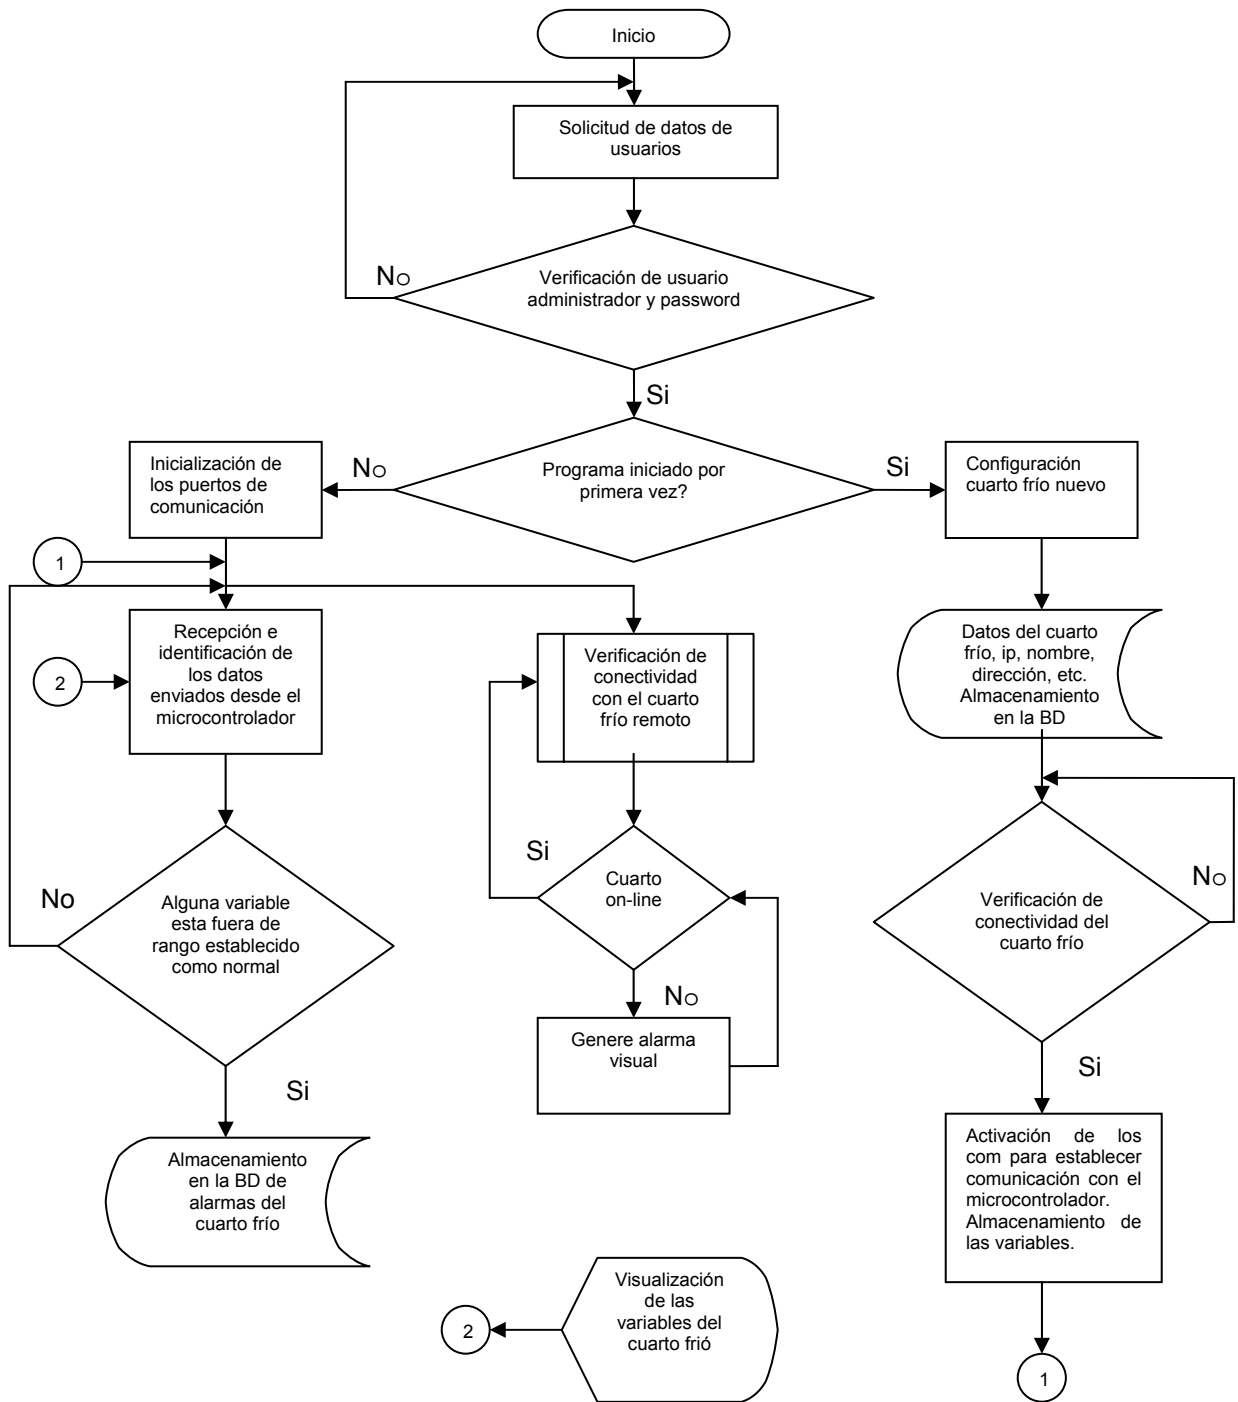 Inicio
Solicitud de datos de
usuarios
No
Verificación de usuario
administrador y password
Si
Inicialización de
los puertos de
comunicación
No
Programa iniciado por
primera vez?
Si
Configuración
cuarto frío nuevo
1
Recepción e
identificación de
los datos
enviados desde el
microcontrolador
2
Verificación de
conectividad
con el cuarto
frío remoto
Datos del cuarto
frío, ip, nombre,
dirección, etc.
Almacenamiento
en la BD
No
Alguna variable
esta fuera de
rango establecido
como normal
Si
Cuarto
on-line
No
Verificación de
conectividad del
cuarto frío
No
Genere alarma
visual
Si
Si
Almacenamiento
en la BD de
alarmas del
cuarto frío
Activación de los
com para establecer
comunicación con el
microcontrolador.
Almacenamiento de
las variables.
2
Visualización
de las
variables del
cuarto frió
1